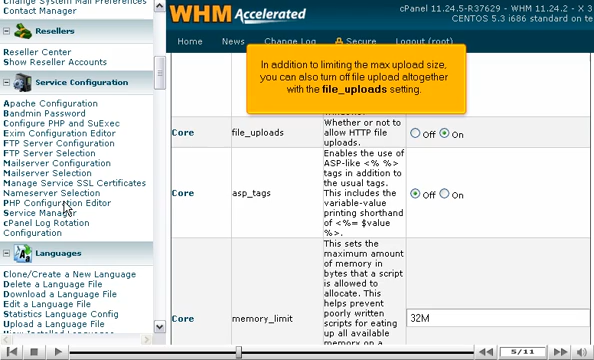 Change System Mail Preferences
Contact Manager
Resellers
Reseller Center
Show Reseller Accounts
Service Configuration
Apache Configuration
Bandmin Password
Configure PHP and SuExec
Exim Configuration Editor
FTP Server Configuration
FTP Server Selection
Mailserver Configuration
Mailserver Selection
Manage Service SSL Certificates
Nameserver Selection
PHP Configuration Editor
Service Manager
cPanel Log Rotation
Configuration
Languages
Clone/Create a New Language
Delete a Language File
Download a Language File
Edit a Language File
Statistics Language Config
Upload a Language File
View Installed Languages
WHM Accelerated
cPanel 11.24.5-R37629 - WHM 11.24.2 - X 3
CENTOS 5.3 i686 standard on te
Home News Change Log Secure Logout (root)
In addition to limiting the max upload size,
you can also turn off file upload altogether
with the file_uploads setting.
Core file_uploads
Whether or not to
allow HTTP file
uploads.
Off On
Core asp_tags
Enables the use of
ASP-like <% %>
tags in addition to
the usual tags. This
includes the
variable-value
printing shorthand
of <%= $value
%>.
Off On
Core memory_limit
This sets the
maximum amount
of memory in
bytes that a script
is allowed to
allocate. This
helps prevent
poorly written
scripts for eating
up all available
memory on a
32M
5/11